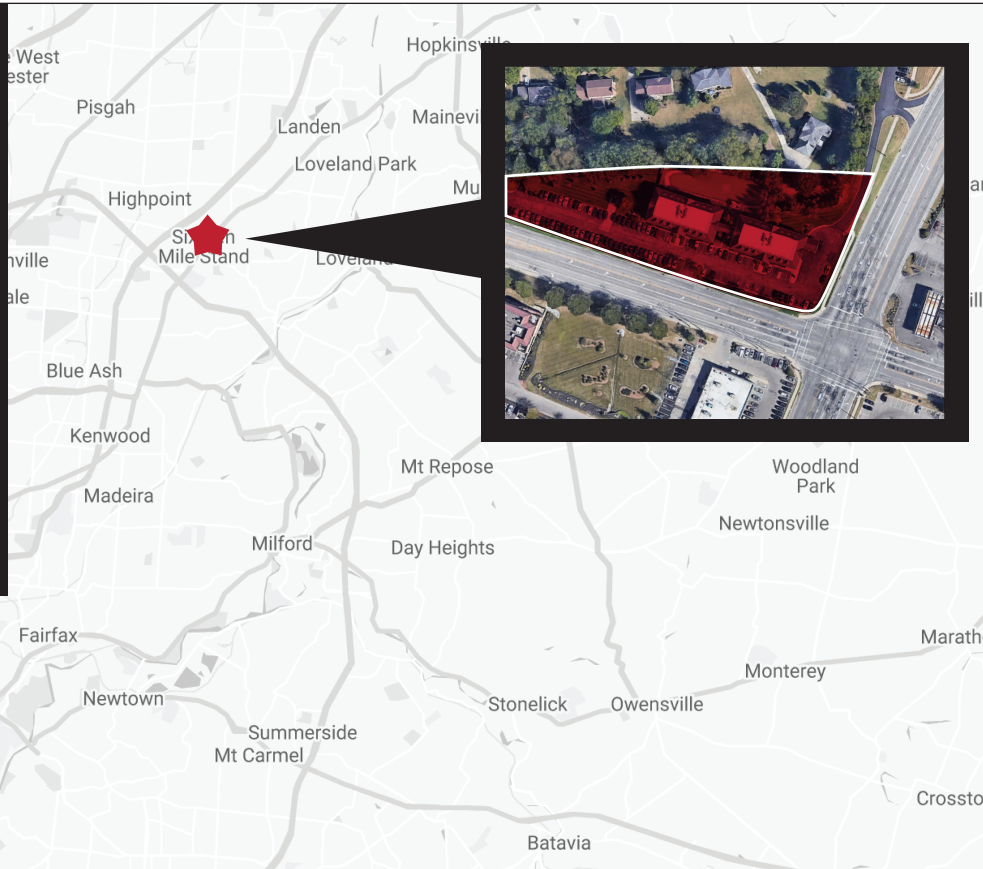 Hopkinsville
West
ester
Pisgah
Landen
Mainevi
Loveland Park
Mu
Highpoint
Mile Stand
nville
Loveland
ale
ill
Blue Ash
Kenwood
Mt Repose
Woodland
Park
Madeira
Newtonsville
Milford
Day Heights
Fairfax
Marath
Monterey
Newtown
Stonelick
Owensville
Summerside
Mt Carmel
Crossto
Batavia